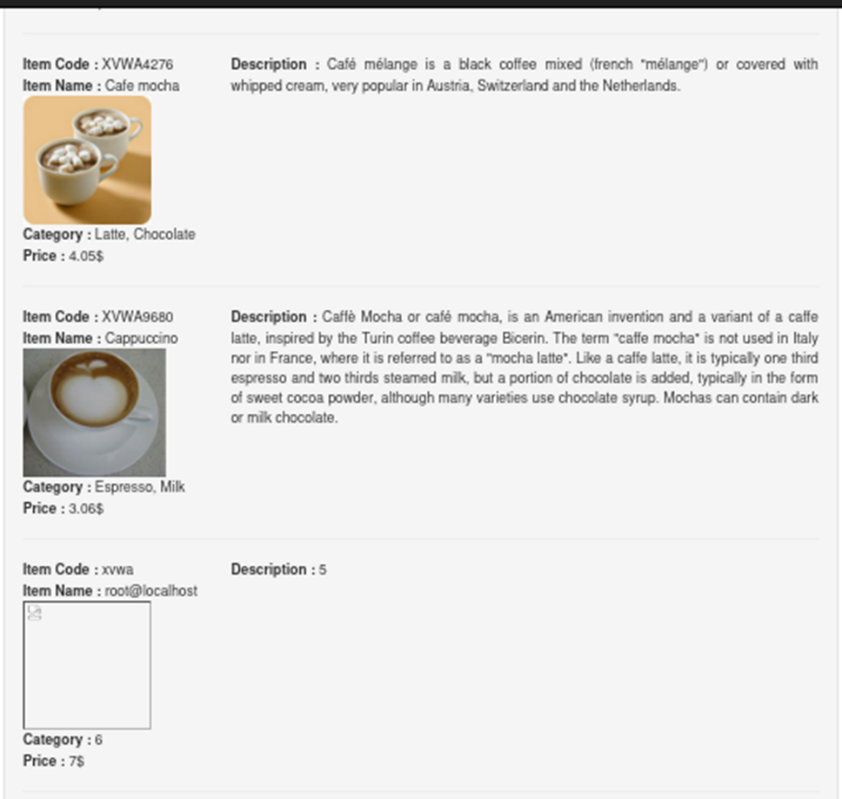 Item Code : XVWA4276
Item Name : Cafe mocha
Category : Latte, Chocolate
Price : 4.05$
Description : Café mélange is a black coffee mixed (french "mélange") or covered with
whipped cream, very popular in Austria, Switzerland and the Netherlands.
Item Code : XVWA9680
Item Name : Cappuccino
Category : Espresso, Milk
Price : 3.06$
Description : Caffè Mocha or café mocha, is an American invention and a variant of a caffe
latte, inspired by the Turin coffee beverage Bicerin. The term "caffe mocha" is not used in Italy
nor in France, where it is referred to as a "mocha latte". Like a caffe latte, it is typically one third
espresso and two thirds steamed milk, but a portion of chocolate is added, typically in the form
of sweet cocoa powder, although many varieties use chocolate syrup. Mochas can contain dark
or milk chocolate.
Item Code : xvwa
Item Name : root@localhost
Category : 6
Price : 7$
Description : 5